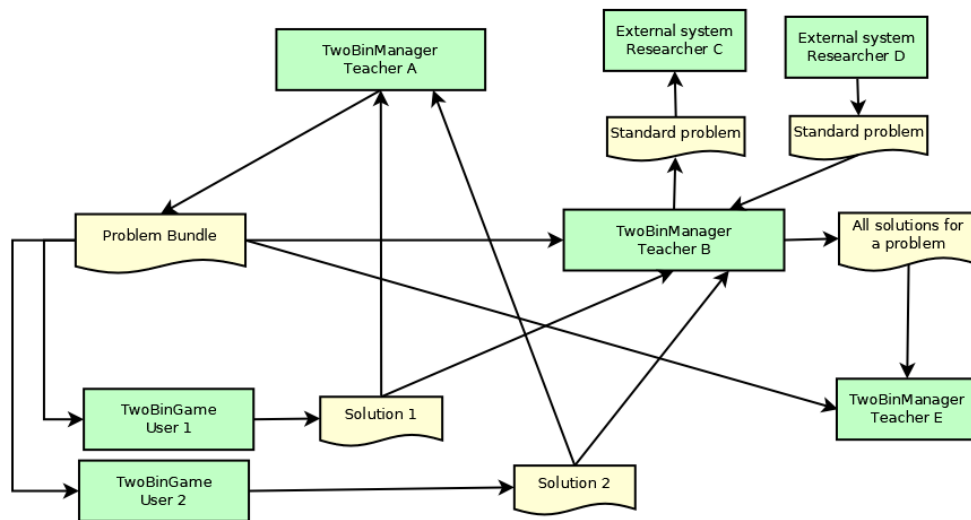 TwoBinManager
Teacher A
External system
Researcher C
External system
Researcher D
Standard problem
Standard problem
Problem Bundle
TwoBinManager
Teacher B
All solutions for
a problem
TwoBinGame
User 1
Solution 1
TwoBinManager
Teacher E
TwoBinGame
User 2
Solution 2